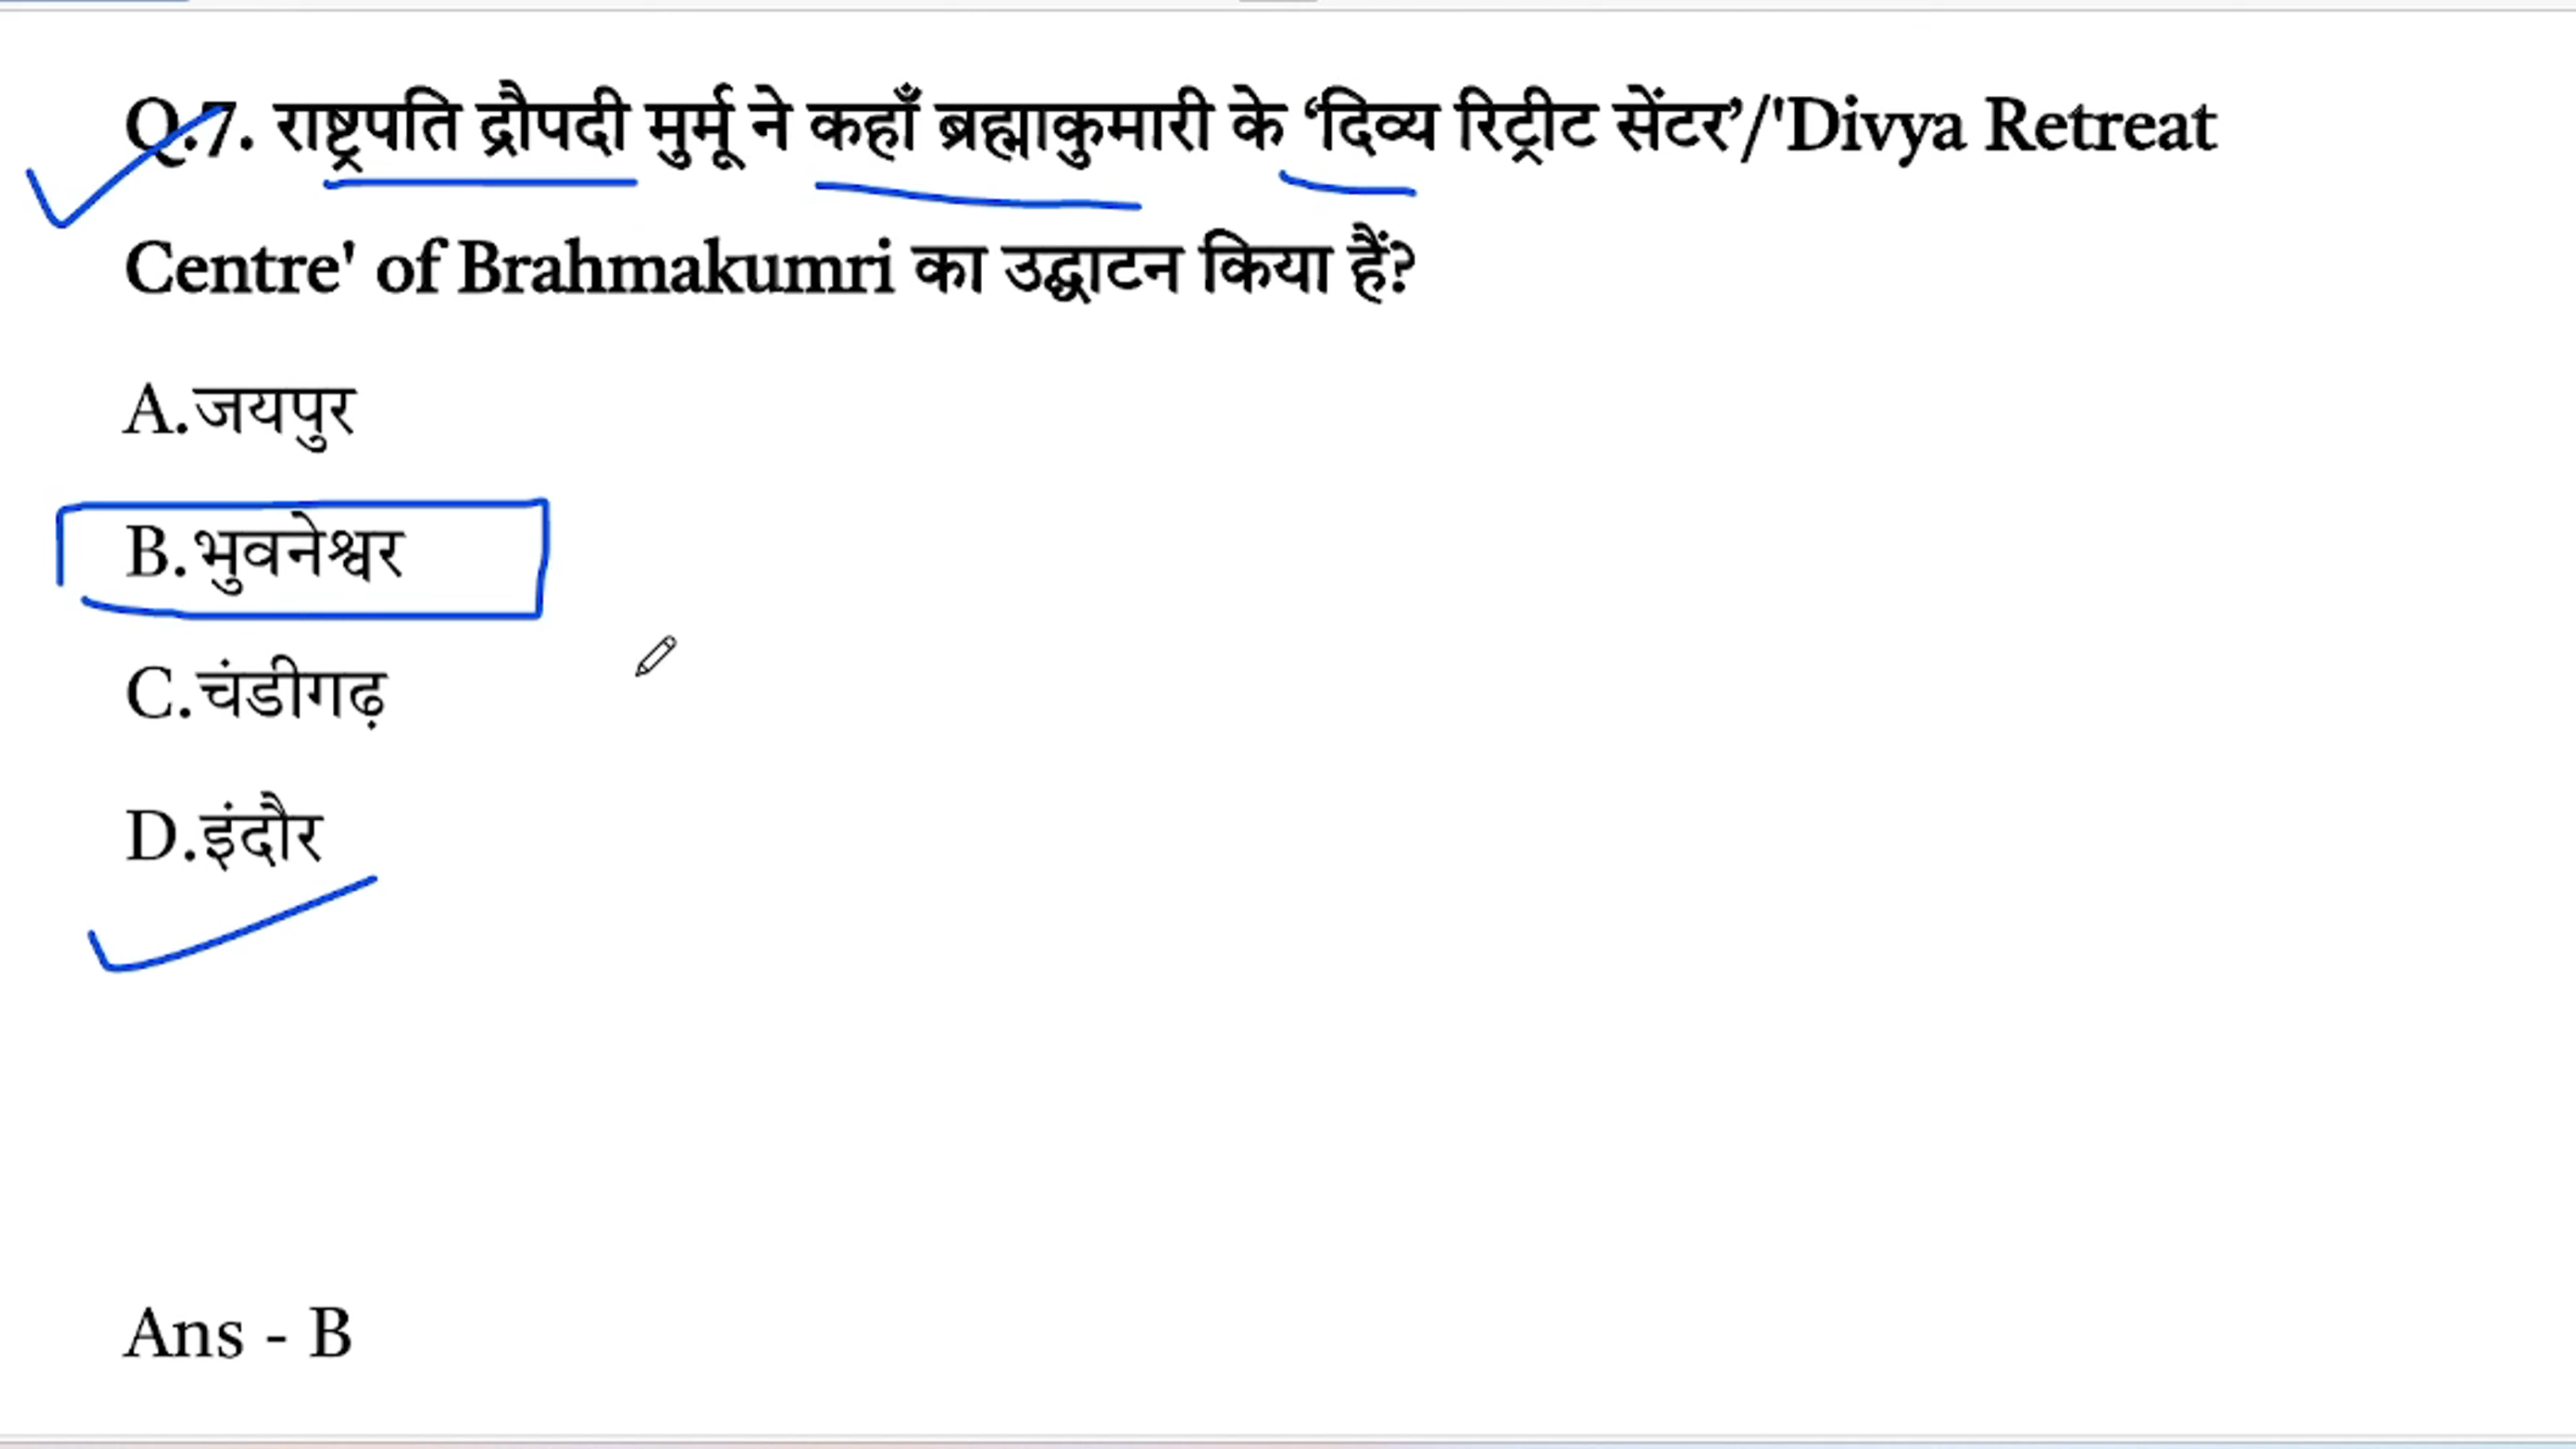 Q.7. राष्ट्रपति द्रौपदी मुर्मू ने कहाँ ब्रह्माकुमारी के ‘दिव्य रिट्रीट सेंटर’/'Divya Retreat
Centre' of Brahmakumri का उद्घाटन किया हैं?
A.जयपुर
B.भुवनेश्वर
C.चंडीगढ़
D.इंदौर
Ans - B